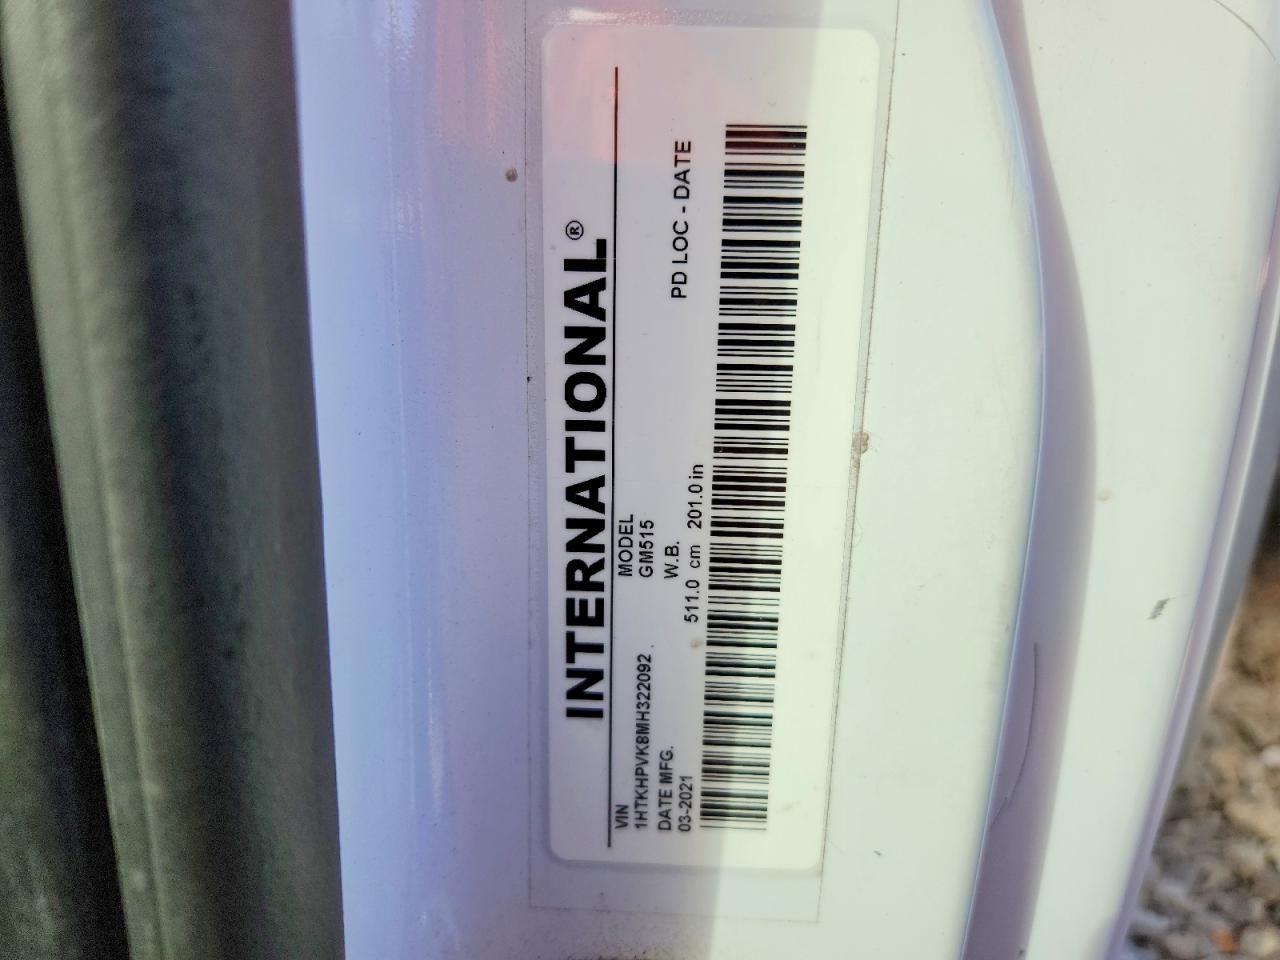 INTERNATIONAL®
VIN
1HTKHPVK8MH322092
MODEL
GM515
DATE MFG.
03-2021
W.B.
511.0 cm 201.0 in
PD LOC - DATE